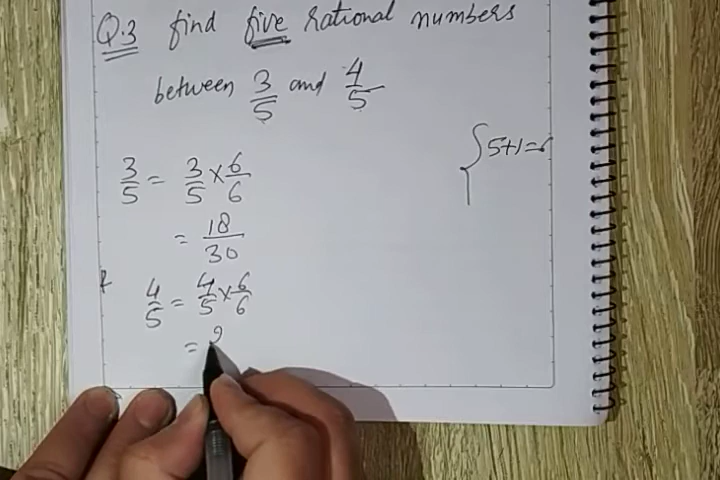 Q.3 find five rational numbers
between 3/5 and 4/5
{ 5+1=6
3/5 = 3/5 × 6/6
= 18/30
& 4/5 = 4/5 × 6/6
= 2